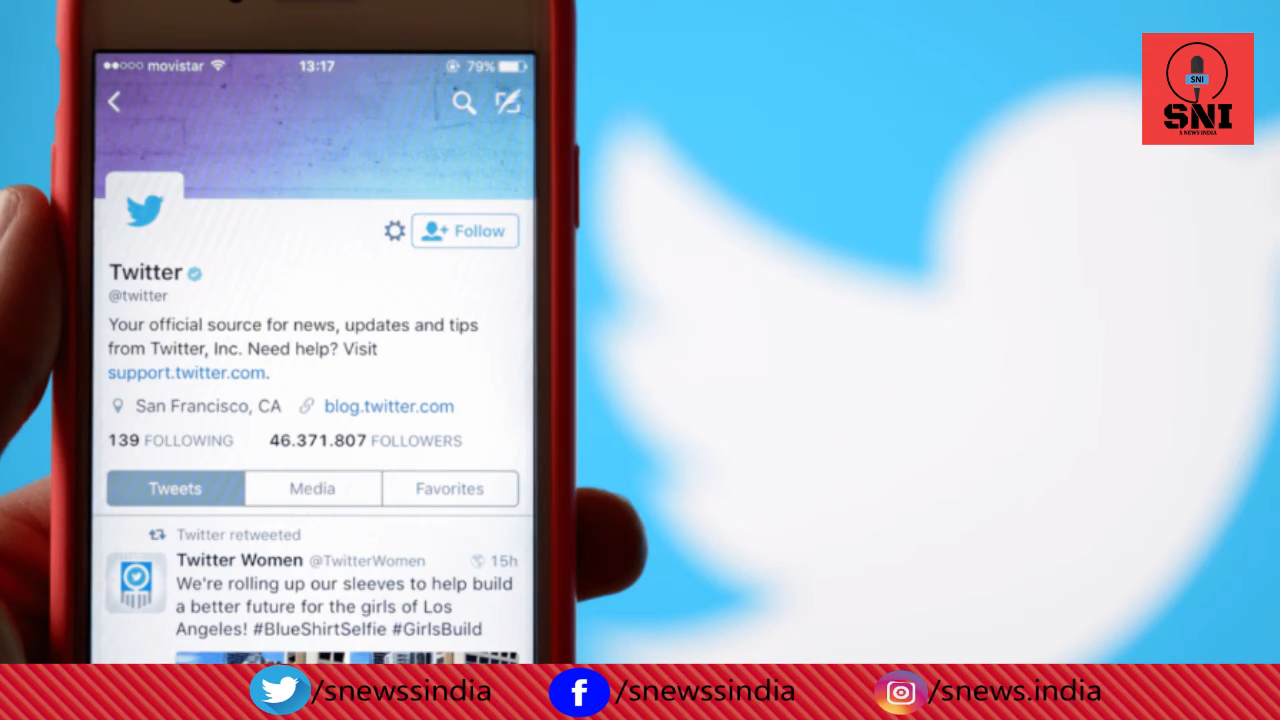 movistar 13:17 79%
Follow
Twitter
@twitter
Your official source for news, updates and tips
from Twitter, Inc. Need help? Visit
support.twitter.com.
San Francisco, CA blog.twitter.com
139 FOLLOWING 46.371.807 FOLLOWERS
Tweets Media Favorites
Twitter retweeted
Twitter Women @TwitterWomen 15h
We're rolling up our sleeves to help build
a better future for the girls of Los
Angeles! #BlueShirtSelfie #GirlsBuild
SNI
SNI
S NEWS INDIA
/snewssindia /snewssindia /snews.india